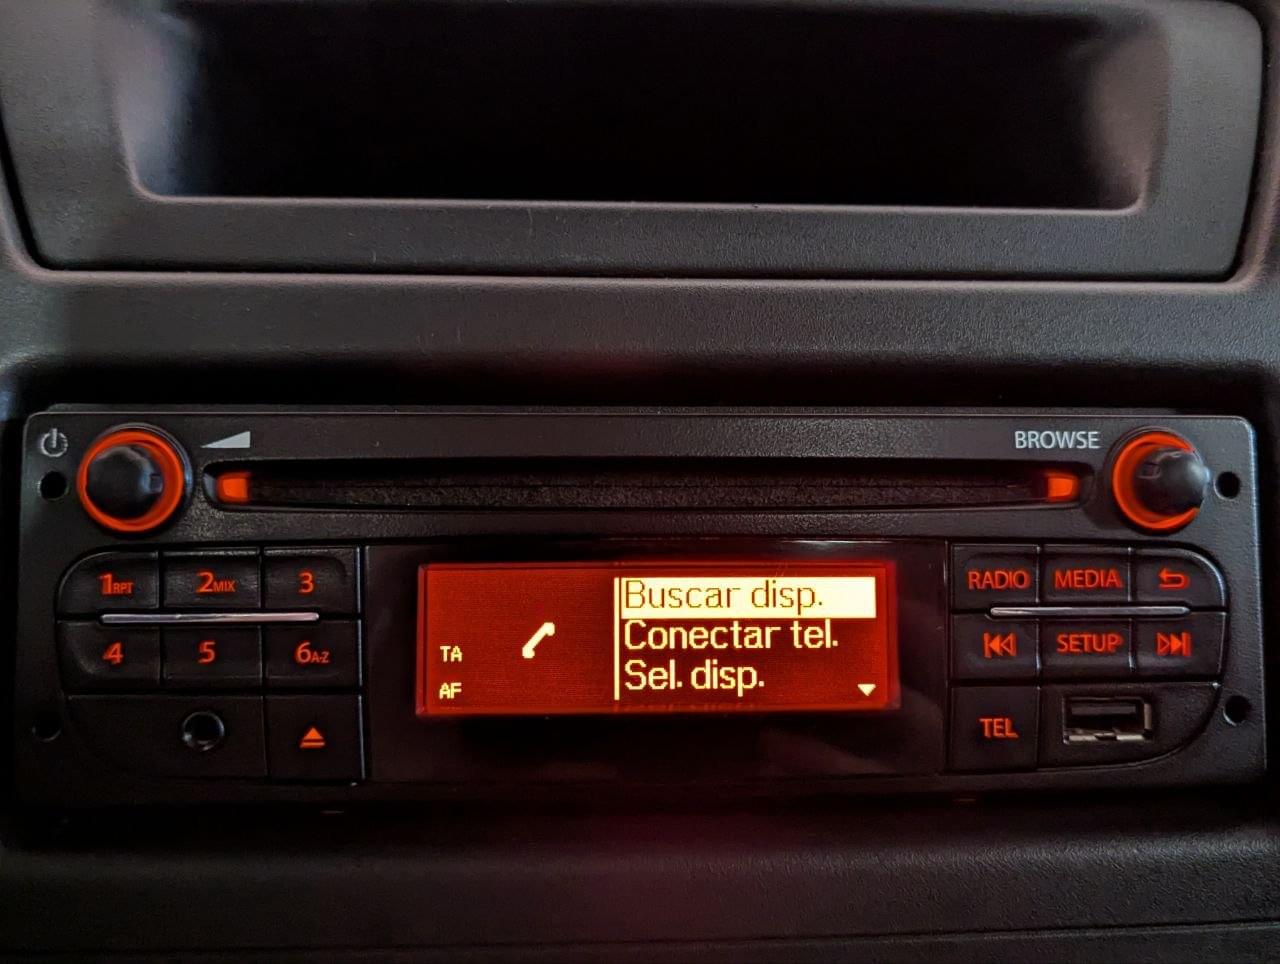 BROWSE
1RPT 2MIX 3
4 5 6A-Z
TA
AF
Buscar disp.
Conectar tel.
Sel. disp.
RADIO MEDIA
SETUP
TEL